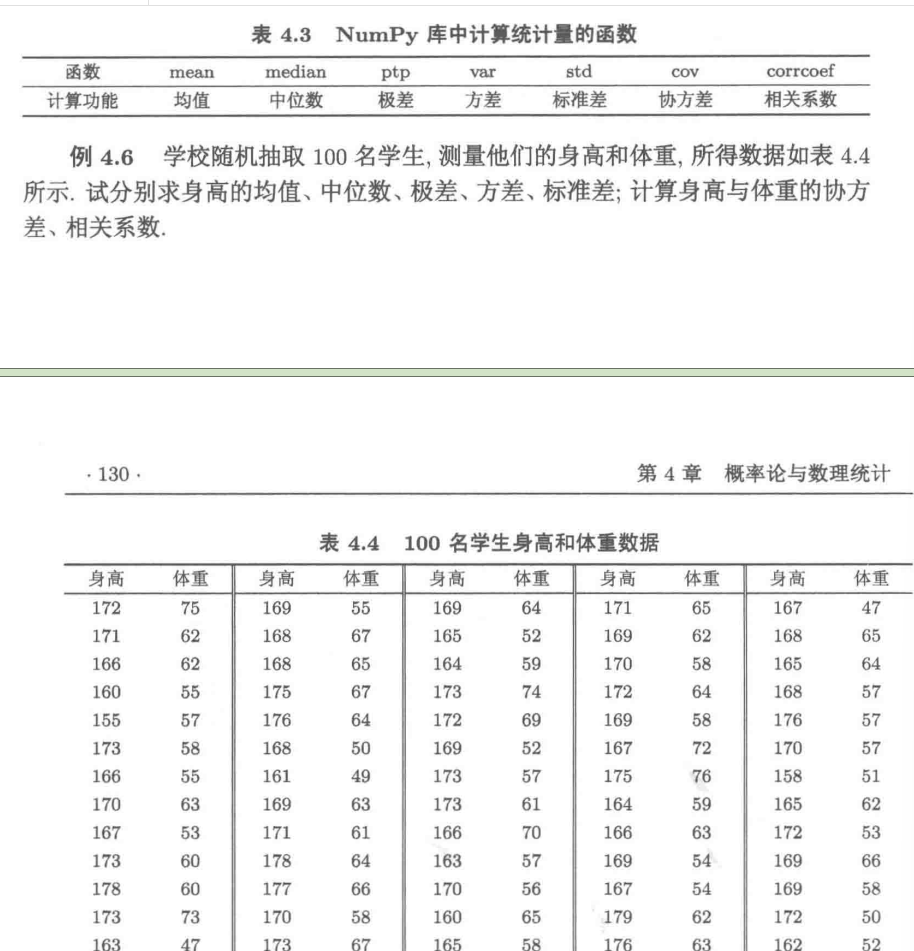 表 4.3 NumPy 库中计算统计量的函数
函数 mean median ptp var std cov corrcoef
计算功能 均值 中位数 极差 方差 标准差 协方差 相关系数
例 4.6 学校随机抽取 100 名学生, 测量他们的身高和体重, 所得数据如表 4.4
所示. 试分别求身高的均值、中位数、极差、方差、标准差; 计算身高与体重的协方
差、相关系数.
· 130 · 第 4 章 概率论与数理统计
表 4.4 100 名学生身高和体重数据
身高 体重 身高 体重 身高 体重 身高 体重 身高 体重
172 75 169 55 169 64 171 65 167 47
171 62 168 67 165 52 169 62 168 65
166 62 168 65 164 59 170 58 165 64
160 55 175 67 173 74 172 64 168 57
155 57 176 64 172 69 169 58 176 57
173 58 168 50 169 52 167 72 170 57
166 55 161 49 173 57 175 76 158 51
170 63 169 63 173 61 164 59 165 62
167 53 171 61 166 70 166 63 172 53
173 60 178 64 163 57 169 54 169 66
178 60 177 66 170 56 167 54 169 58
173 73 170 58 160 65 179 62 172 50
163 47 173 67 165 58 176 63 162 52